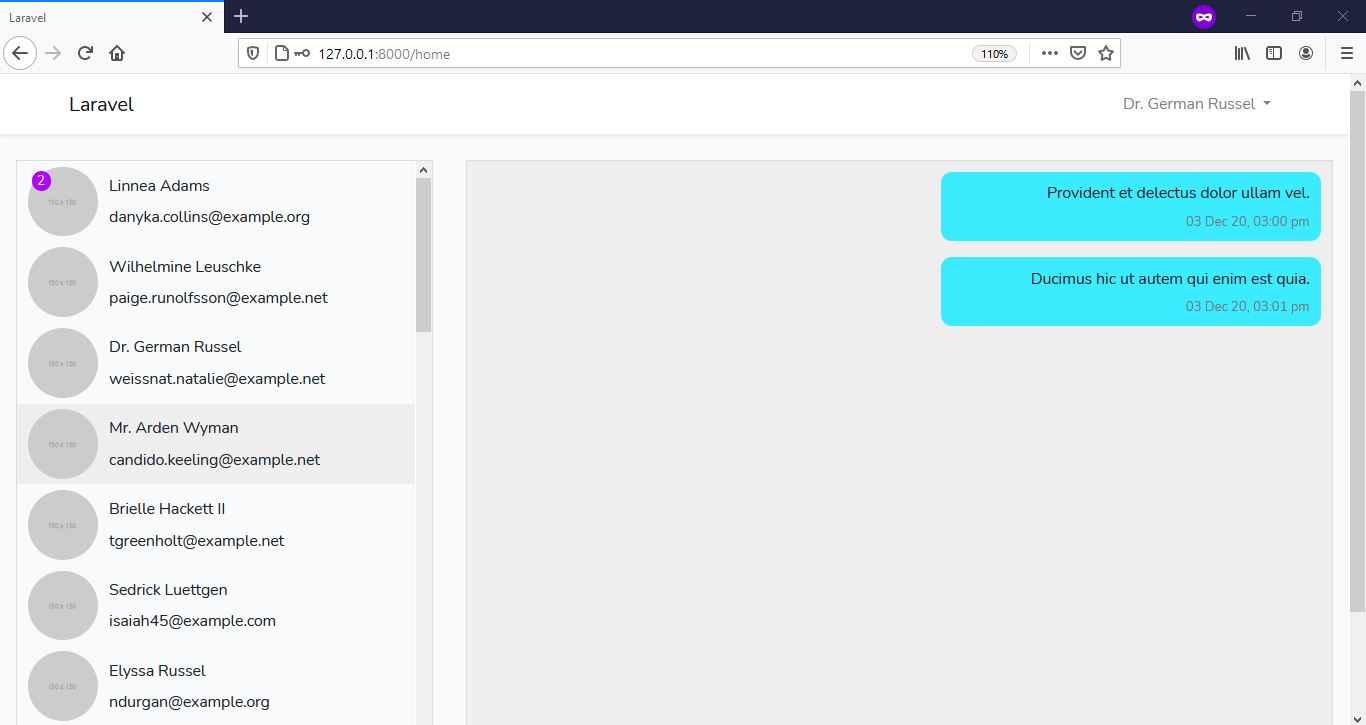 Laravel
127.0.0.1:8000/home
110%
Laravel
Dr. German Russel
2
150 x 150
Linnea Adams
danyka.collins@example.org
150 x 150
Wilhelmine Leuschke
paige.runolfsson@example.net
150 x 150
Dr. German Russel
weissnat.natalie@example.net
150 x 150
Mr. Arden Wyman
candido.keeling@example.net
150 x 150
Brielle Hackett II
tgreenholt@example.net
150 x 150
Sedrick Luettgen
isaiah45@example.com
150 x 150
Elyssa Russel
ndurgan@example.org
Provident et delectus dolor ullam vel.
03 Dec 20, 03:00 pm
Ducimus hic ut autem qui enim est quia.
03 Dec 20, 03:01 pm